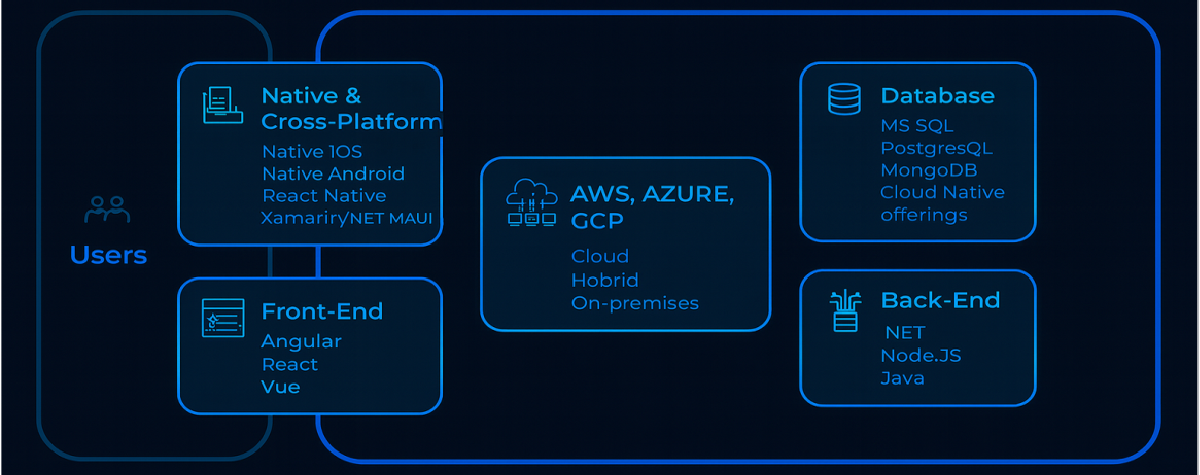 Users
Native &
Cross-Platform
Native 1OS
Native Android
React Native
Xamariry/NET MAUI
Front-End
Angular
React
Vue
AWS, AZURE,
GCP
Cloud
Hobrid
On-premises
Database
MS SQL
PostgresQL
MongoDB
Cloud Native
offerings
Back-End
NET
Node.JS
Java